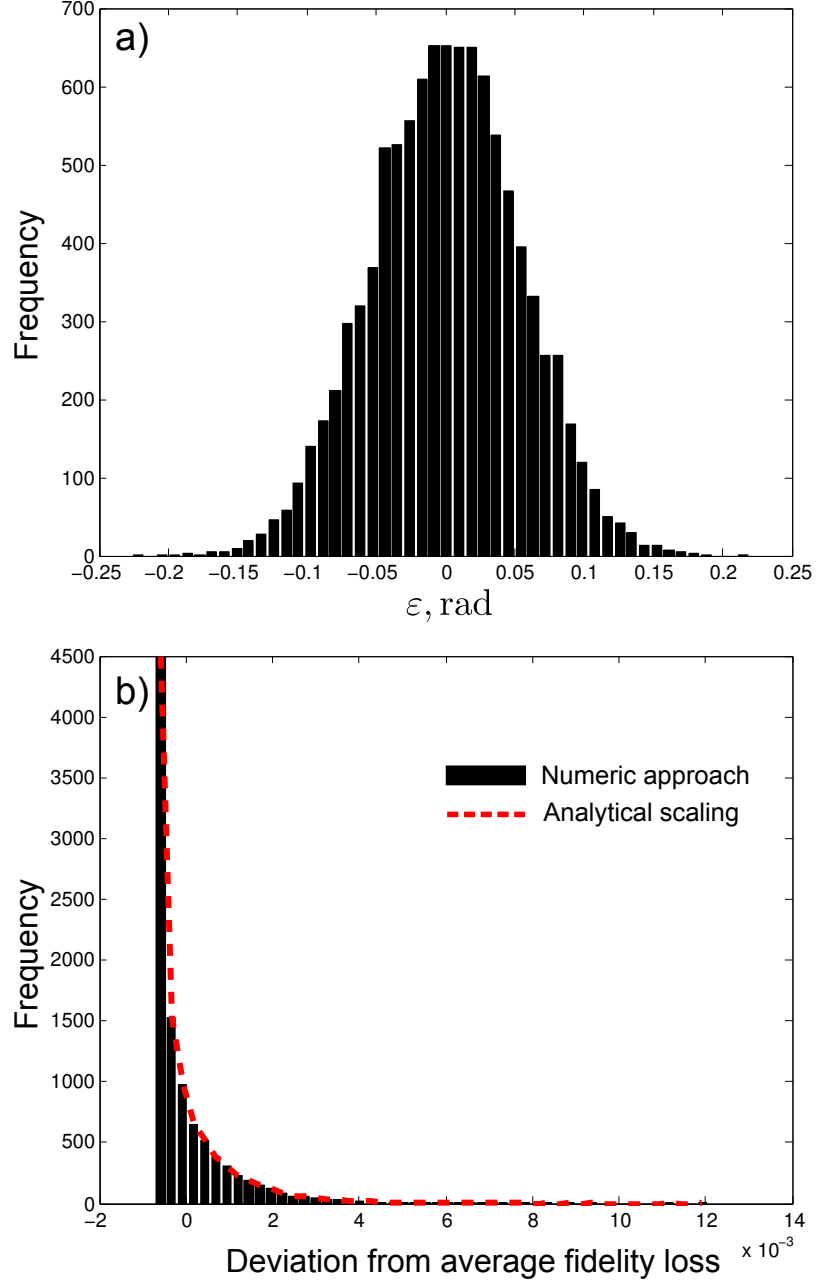 a)
700
600
500
400
300
200
100
0
Frequency
−0.25 −0.2 −0.15 −0.1 −0.05 0 0.05 0.1 0.15 0.2 0.25
ε, rad
b)
4500
4000
3500
3000
2500
2000
1500
1000
500
0
Frequency
Numeric approach
Analytical scaling
−2 0 2 4 6 8 10 12 14
x 10⁻³
Deviation from average fidelity loss